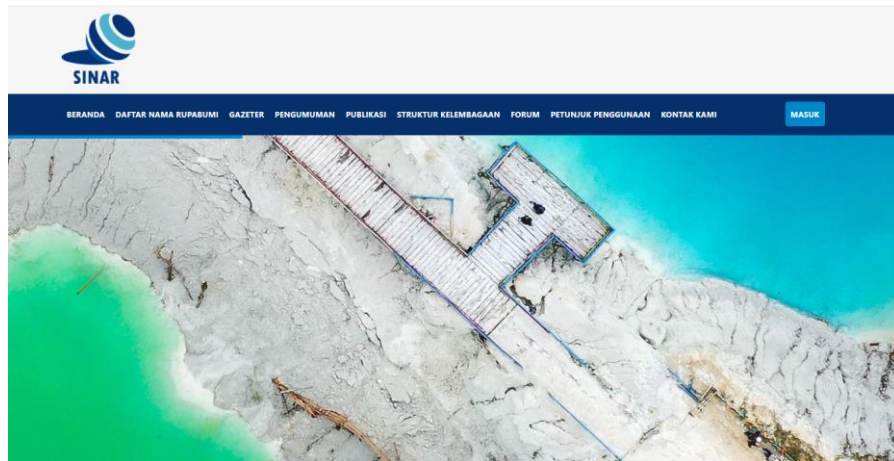 SINAR
BERANDA DAFTAR NAMA RUPABUMI GAZETER PENGUMUMAN PUBLIKASI STRUKTUR KELEMBAGAAN FORUM PETUNJUK PENGGUNAAN KONTAK KAMI MASUK